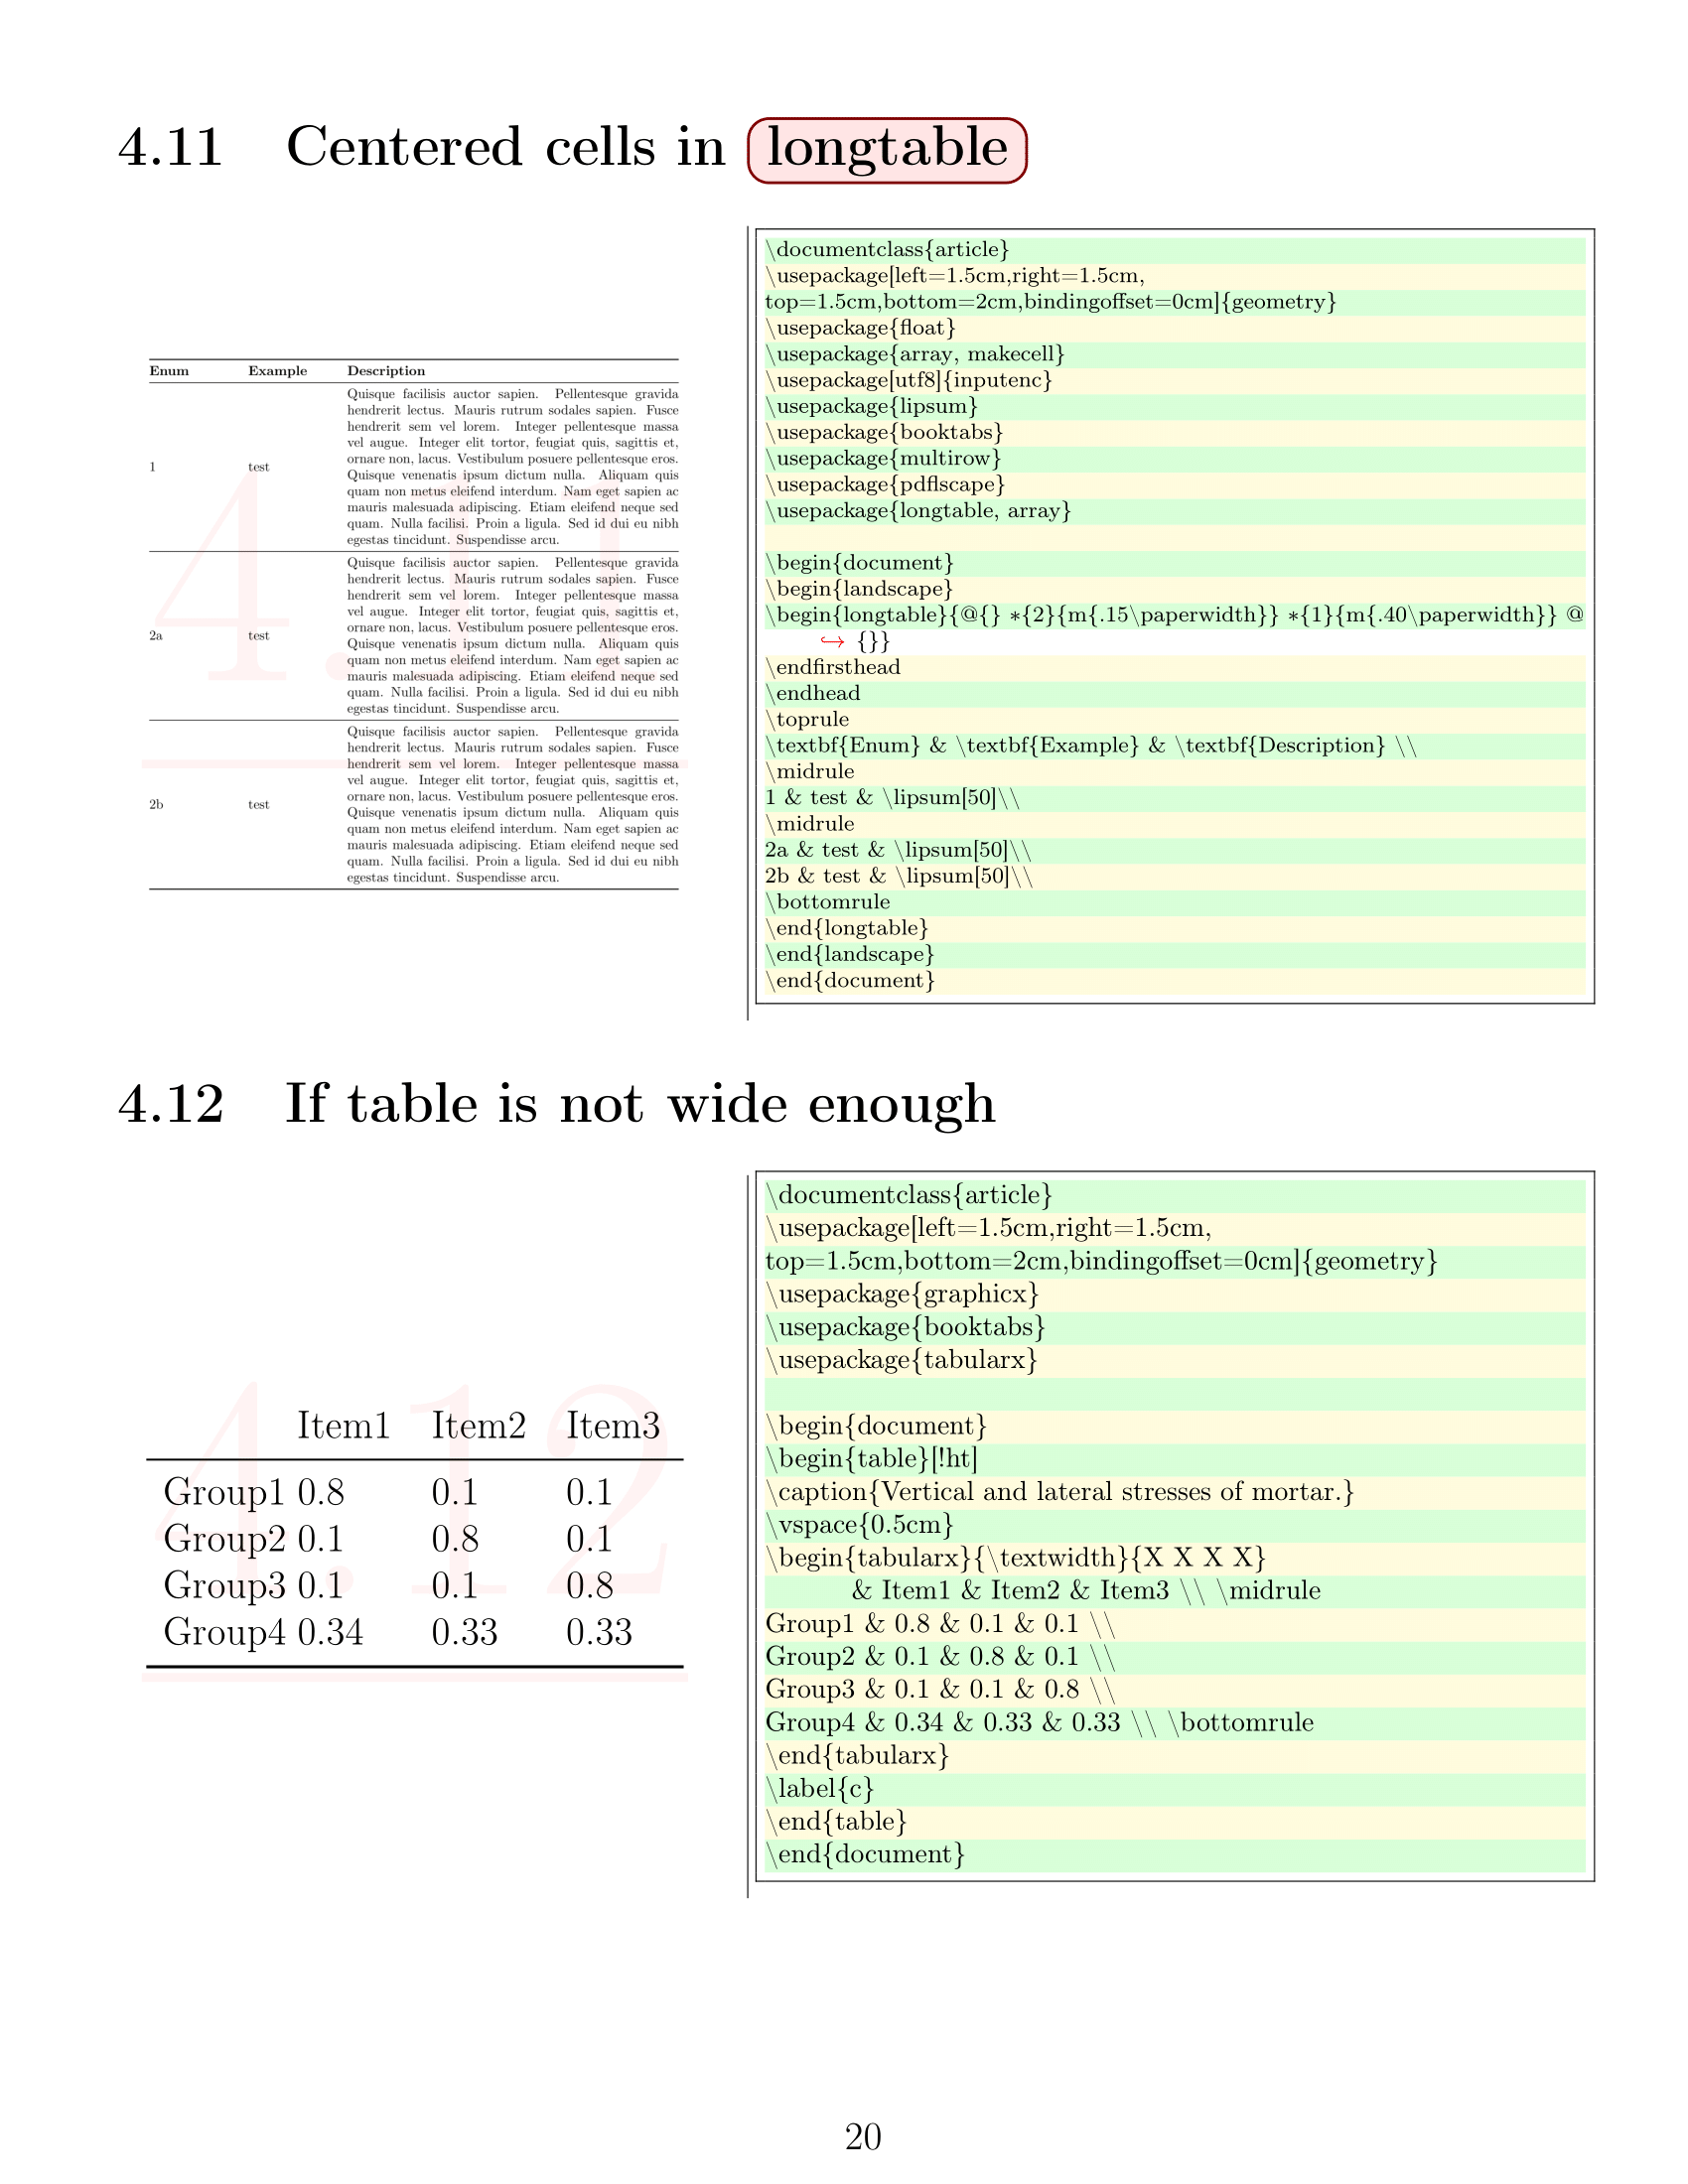 4.11 Centered cells in longtable
Enum Example Description
1 test Quisque facilisis auctor sapien. Pellentesque gravida
hendrerit lectus. Mauris rutrum sodales sapien. Fusce
hendrerit sem vel lorem. Integer pellentesque massa
vel augue. Integer elit tortor, feugiat quis, sagittis et,
ornare non, lacus. Vestibulum posuere pellentesque eros.
Quisque venenatis ipsum dictum nulla. Aliquam quis
quam non metus eleifend interdum. Nam eget sapien ac
mauris malesuada adipiscing. Etiam eleifend neque sed
quam. Nulla facilisi. Proin a ligula. Sed id dui eu nibh
egestas tincidunt. Suspendisse arcu.
2a test Quisque facilisis auctor sapien. Pellentesque gravida
hendrerit lectus. Mauris rutrum sodales sapien. Fusce
hendrerit sem vel lorem. Integer pellentesque massa
vel augue. Integer elit tortor, feugiat quis, sagittis et,
ornare non, lacus. Vestibulum posuere pellentesque eros.
Quisque venenatis ipsum dictum nulla. Aliquam quis
quam non metus eleifend interdum. Nam eget sapien ac
mauris malesuada adipiscing. Etiam eleifend neque sed
quam. Nulla facilisi. Proin a ligula. Sed id dui eu nibh
egestas tincidunt. Suspendisse arcu.
2b test Quisque facilisis auctor sapien. Pellentesque gravida
hendrerit lectus. Mauris rutrum sodales sapien. Fusce
hendrerit sem vel lorem. Integer pellentesque massa
vel augue. Integer elit tortor, feugiat quis, sagittis et,
ornare non, lacus. Vestibulum posuere pellentesque eros.
Quisque venenatis ipsum dictum nulla. Aliquam quis
quam non metus eleifend interdum. Nam eget sapien ac
mauris malesuada adipiscing. Etiam eleifend neque sed
quam. Nulla facilisi. Proin a ligula. Sed id dui eu nibh
egestas tincidunt. Suspendisse arcu.
4.11
\documentclass{article}
\usepackage[left=1.5cm,right=1.5cm,
top=1.5cm,bottom=2cm,bindingoffset=0cm]{geometry}
\usepackage{float}
\usepackage{array, makecell}
\usepackage[utf8]{inputenc}
\usepackage{lipsum}
\usepackage{booktabs}
\usepackage{multirow}
\usepackage{pdflscape}
\usepackage{longtable, array}
\begin{document}
\begin{landscape}
\begin{longtable}{@{} *{2}{m{.15\paperwidth}} *{1}{m{.40\paperwidth}} @
↪ {}}
\endfirsthead
\endhead
\toprule
\textbf{Enum} & \textbf{Example} & \textbf{Description} \\
\midrule
1 & test & \lipsum[50]\\
\midrule
2a & test & \lipsum[50]\\
2b & test & \lipsum[50]\\
\bottomrule
\end{longtable}
\end{landscape}
\end{document}
4.12 If table is not wide enough
Item1 Item2 Item3
Group1 0.8 0.1 0.1
Group2 0.1 0.8 0.1
Group3 0.1 0.1 0.8
Group4 0.34 0.33 0.33
4.12
\documentclass{article}
\usepackage[left=1.5cm,right=1.5cm,
top=1.5cm,bottom=2cm,bindingoffset=0cm]{geometry}
\usepackage{graphicx}
\usepackage{booktabs}
\usepackage{tabularx}
\begin{document}
\begin{table}[!ht]
\caption{Vertical and lateral stresses of mortar.}
\vspace{0.5cm}
\begin{tabularx}{\textwidth}{X X X X}
& Item1 & Item2 & Item3 \\ \midrule
Group1 & 0.8 & 0.1 & 0.1 \\
Group2 & 0.1 & 0.8 & 0.1 \\
Group3 & 0.1 & 0.1 & 0.8 \\
Group4 & 0.34 & 0.33 & 0.33 \\ \bottomrule
\end{tabularx}
\label{c}
\end{table}
\end{document}
20